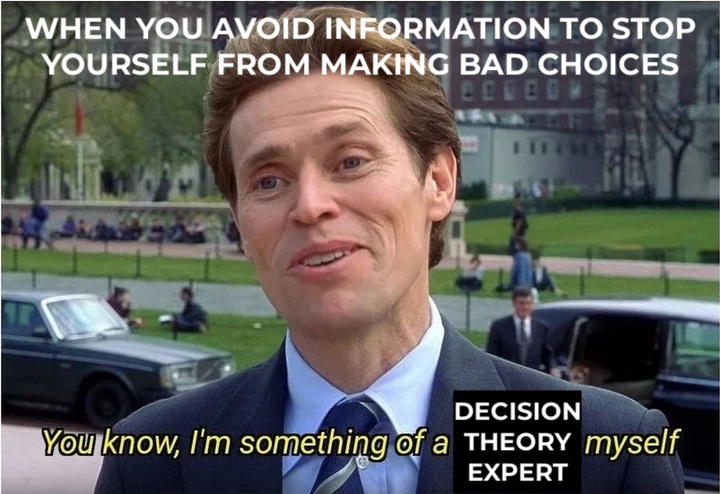 WHEN YOU AVOID INFORMATION TO STOP
YOURSELF FROM MAKING BAD CHOICES
You know, I'm something of a DECISION THEORY EXPERT myself